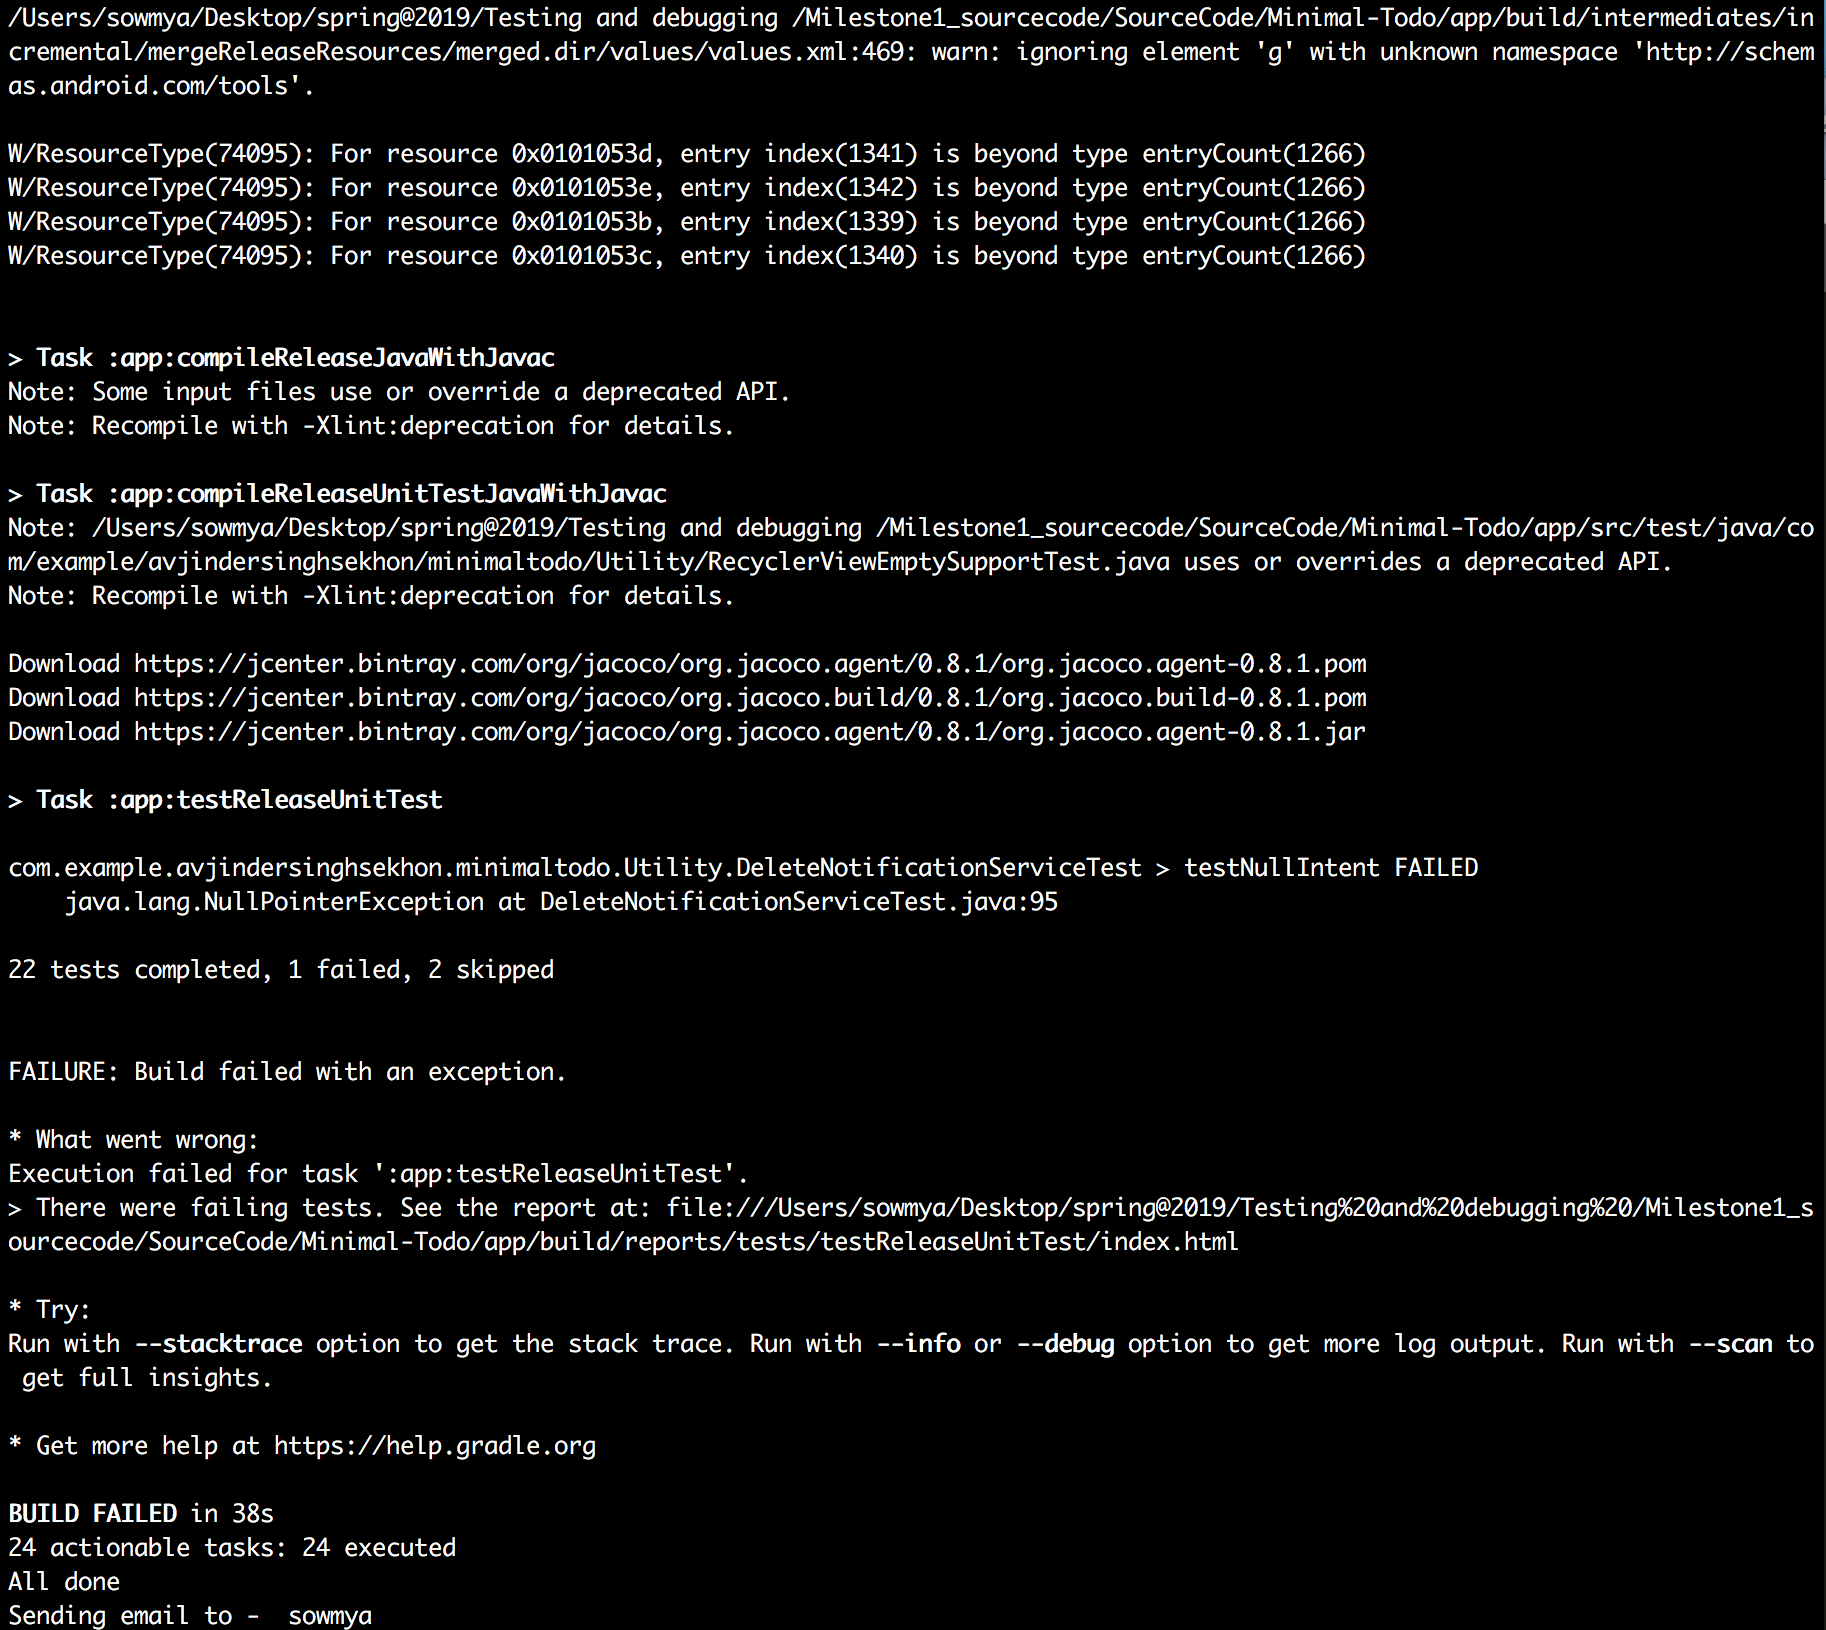 /Users/sowmya/Desktop/spring@2019/Testing and debugging /Milestone1_sourcecode/SourceCode/Minimal-Todo/app/build/intermediates/in
cremental/mergeReleaseResources/merged.dir/values/values.xml:469: warn: ignoring element 'g' with unknown namespace 'http://schem
as.android.com/tools'.
W/ResourceType(74095): For resource 0x0101053d, entry index(1341) is beyond type entryCount(1266)
W/ResourceType(74095): For resource 0x0101053e, entry index(1342) is beyond type entryCount(1266)
W/ResourceType(74095): For resource 0x0101053b, entry index(1339) is beyond type entryCount(1266)
W/ResourceType(74095): For resource 0x0101053c, entry index(1340) is beyond type entryCount(1266)
> Task :app:compileReleaseJavaWithJavac
Note: Some input files use or override a deprecated API.
Note: Recompile with -Xlint:deprecation for details.
> Task :app:compileReleaseUnitTestJavaWithJavac
Note: /Users/sowmya/Desktop/spring@2019/Testing and debugging /Milestone1_sourcecode/SourceCode/Minimal-Todo/app/src/test/java/co
m/example/avjindersinghsekhon/minimaltodo/Utility/RecyclerViewEmptySupportTest.java uses or overrides a deprecated API.
Note: Recompile with -Xlint:deprecation for details.
Download https://jcenter.bintray.com/org/jacoco/org.jacoco.agent/0.8.1/org.jacoco.agent-0.8.1.pom
Download https://jcenter.bintray.com/org/jacoco/org.jacoco.build/0.8.1/org.jacoco.build-0.8.1.pom
Download https://jcenter.bintray.com/org/jacoco/org.jacoco.agent/0.8.1/org.jacoco.agent-0.8.1.jar
> Task :app:testReleaseUnitTest
com.example.avjindersinghsekhon.minimaltodo.Utility.DeleteNotificationServiceTest > testNullIntent FAILED
    java.lang.NullPointerException at DeleteNotificationServiceTest.java:95
22 tests completed, 1 failed, 2 skipped
FAILURE: Build failed with an exception.
* What went wrong:
Execution failed for task ':app:testReleaseUnitTest'.
> There were failing tests. See the report at: file:///Users/sowmya/Desktop/spring@2019/Testing%20and%20debugging%20/Milestone1_s
ourcecode/SourceCode/Minimal-Todo/app/build/reports/tests/testReleaseUnitTest/index.html
* Try:
Run with --stacktrace option to get the stack trace. Run with --info or --debug option to get more log output. Run with --scan to
 get full insights.
* Get more help at https://help.gradle.org
BUILD FAILED in 38s
24 actionable tasks: 24 executed
All done
Sending email to -  sowmya